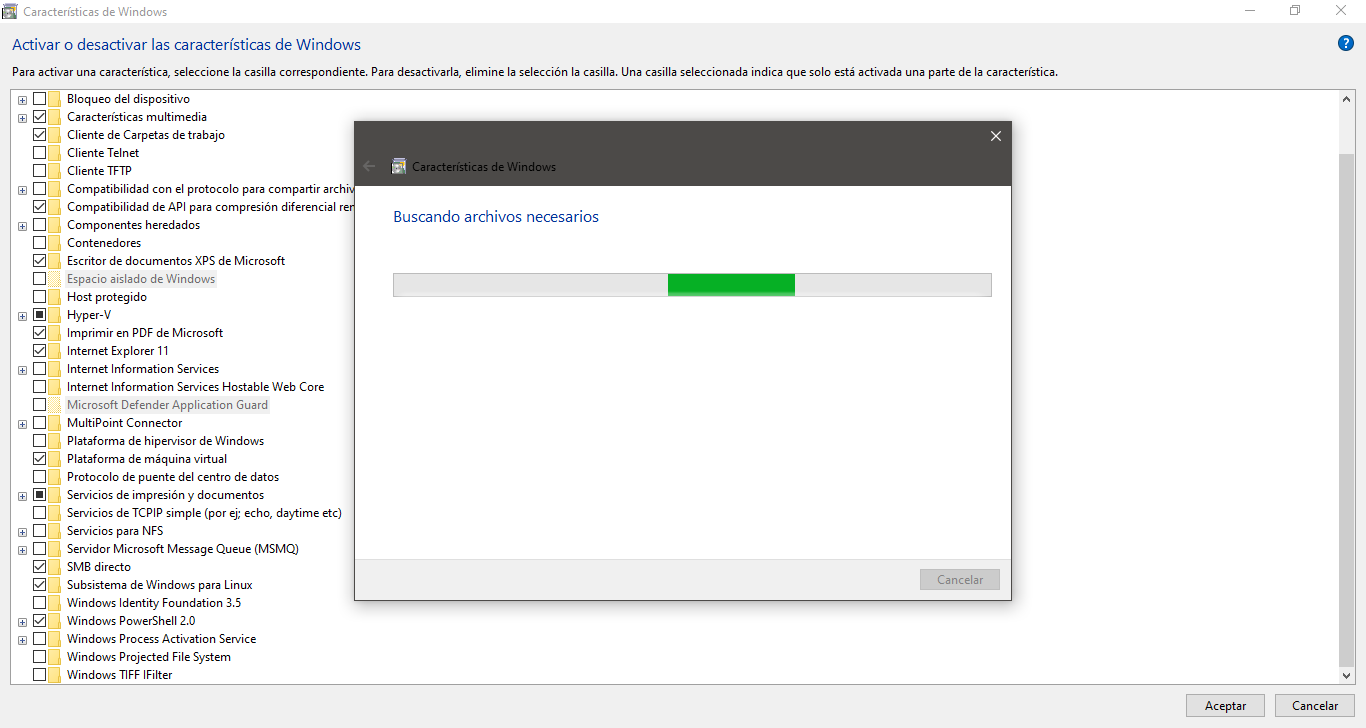 Características de Windows
Activar o desactivar las características de Windows
?
Para activar una característica, seleccione la casilla correspondiente. Para desactivarla, elimine la selección la casilla. Una casilla seleccionada indica que solo está activada una parte de la característica.
Bloqueo del dispositivo
Características multimedia
Cliente de Carpetas de trabajo
Cliente Telnet
Cliente TFTP
Compatibilidad con el protocolo para compartir archiv
Compatibilidad de API para compresión diferencial rem
Componentes heredados
Contenedores
Escritor de documentos XPS de Microsoft
Espacio aislado de Windows
Host protegido
Hyper-V
Imprimir en PDF de Microsoft
Internet Explorer 11
Internet Information Services
Internet Information Services Hostable Web Core
Microsoft Defender Application Guard
MultiPoint Connector
Plataforma de hipervisor de Windows
Plataforma de máquina virtual
Protocolo de puente del centro de datos
Servicios de impresión y documentos
Servicios de TCPIP simple (por ej; echo, daytime etc)
Servicios para NFS
Servidor Microsoft Message Queue (MSMQ)
SMB directo
Subsistema de Windows para Linux
Windows Identity Foundation 3.5
Windows PowerShell 2.0
Windows Process Activation Service
Windows Projected File System
Windows TIFF IFilter
Características de Windows
Buscando archivos necesarios
Cancelar
Aceptar
Cancelar